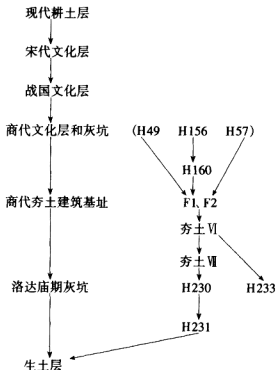 现代耕土层
宋代文化层
战国文化层
商代文化层和灰坑 (H49 H156 H57)
H160
商代夯土建筑基址 F1、F2
夯土Ⅵ
夯土Ⅶ
洛达庙期灰坑 H230 H233
H231
生土层